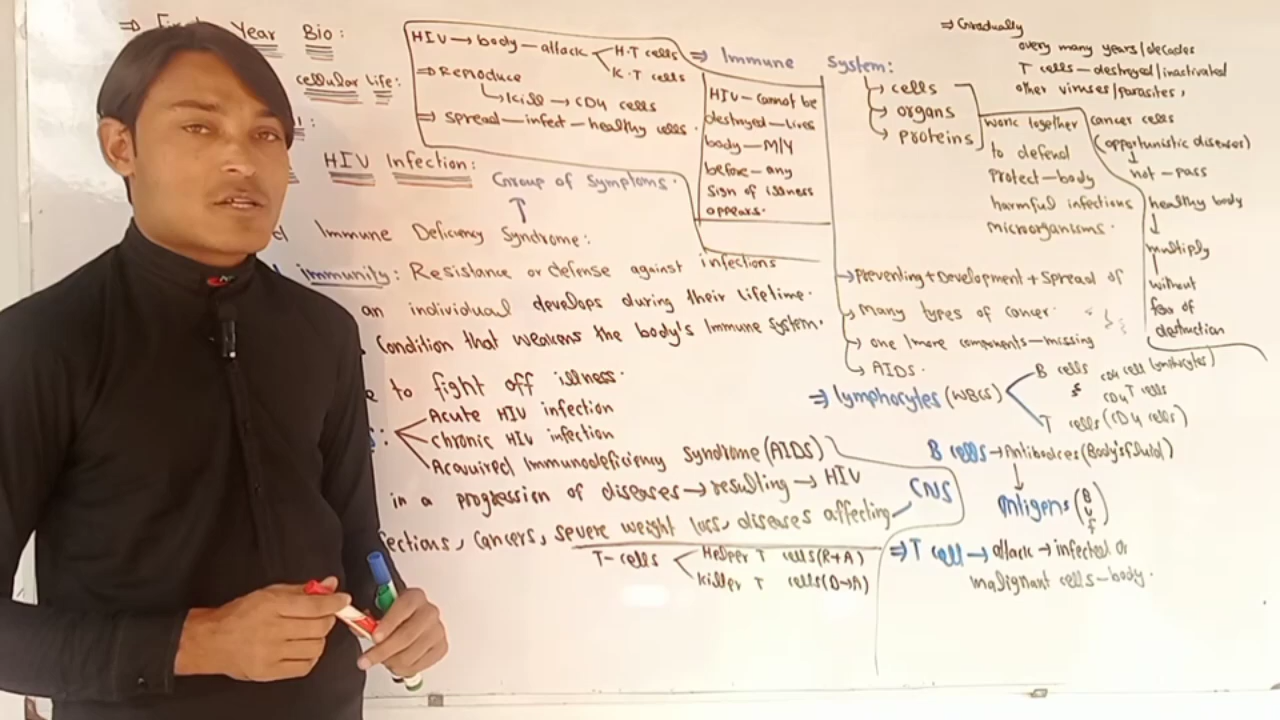 ⇒ First Year Bio:
cellular life:
HIV Infection:
Group of Symptoms.
Immune Deficiency Syndrome:
immunity: Resistance or defense against infections
an individual develops during their lifetime.
Condition that weakens the body's Immune System.
to fight off illness.
Acute HIV infection
chronic HIV infection
Acquired Immunodeficiency Syndrome (AIDS)
in a progression of diseases → resulting → HIV
ections, cancers, severe weight loss, diseases affecting CNS
T-cells
Helper T cells (R+A)
Killer T cells (D→A)
HIV → body — attack
H.T cells
K.T cells
⇒ Reproduce
Kill → CD4 cells
⇒ Spread — infect — healthy cells.
HIV — cannot be
destroyed — Lives
body — M/Y
before — any
Sign of illness
appears.
⇒ Immune System:
cells
organs
Proteins
work together
to defend
Protect — body
harmful infections
microorganisms.
→ Preventing + Development + Spread of
many types of cancer.
one/more components — missing
AIDS.
⇒ Gradually
overy many years/decades
T cells — destroyed/inactivated
other viruses/parasites,
cancer cells
(opportunistic diseases)
not — pass
healthy body
multiply
without
fear of
destruction
⇒ lymphocytes (WBCs)
B cells
&
CD4 cell lymphocytes)
CD4 T cells
T cells (CD4 cells)
B cells → Antibodies (Body's fluid)
antigens (B V F)
⇒ T cell → attack → infected or
malignant cells — body.